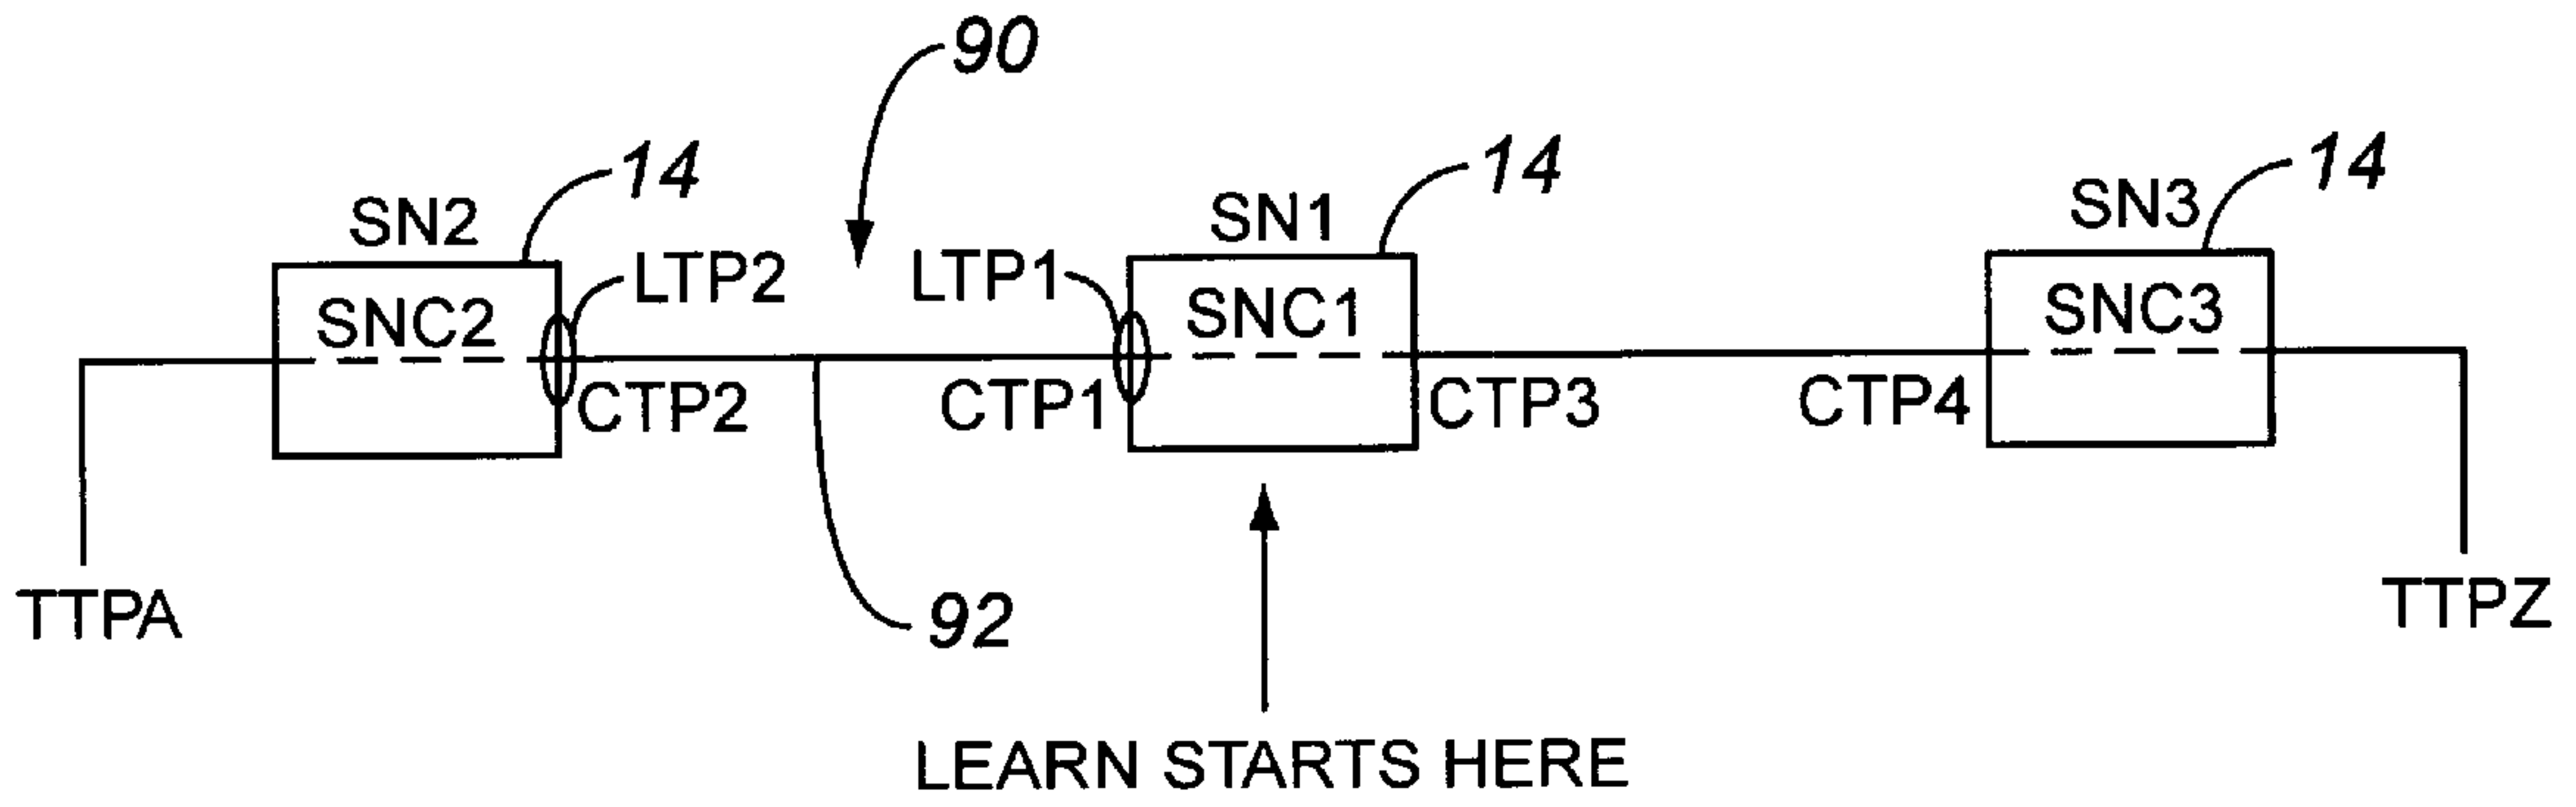 90
14
14
14
SN2
SN1
SN3
LTP2
LTP1
SNC2
SNC1
SNC3
CTP2
CTP1
CTP3
CTP4
TTPA
92
TTPZ
LEARN STARTS HERE